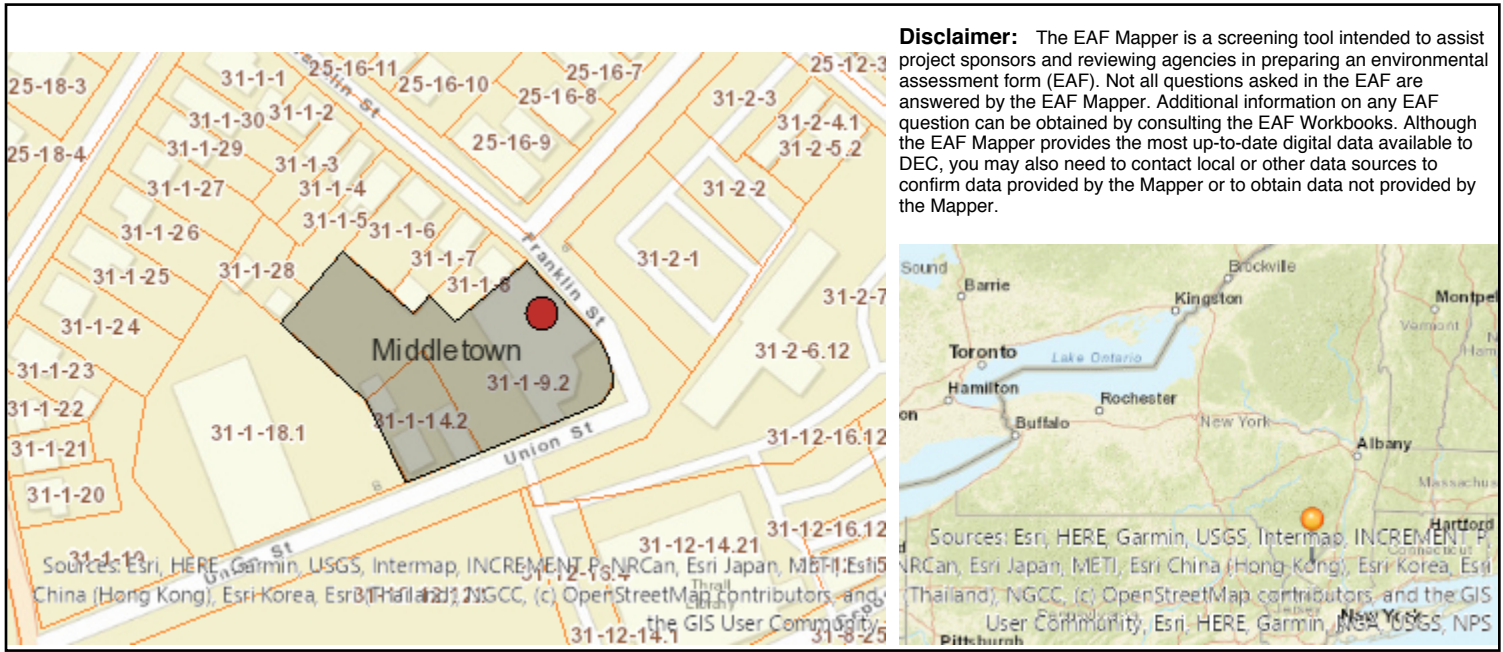 Disclaimer: The EAF Mapper is a screening tool intended to assist
project sponsors and reviewing agencies in preparing an environmental
assessment form (EAF). Not all questions asked in the EAF are
answered by the EAF Mapper. Additional information on any EAF
question can be obtained by consulting the EAF Workbooks. Although
the EAF Mapper provides the most up-to-date digital data available to
DEC, you may also need to contact local or other data sources to
confirm data provided by the Mapper or to obtain data not provided by
the Mapper.
25-18-3
31-1-1
25-16-11
25-16-10
25-16-7
25-16-8
25-12-3
31-2-3
31-1-30
31-1-2
31-2-4.1
25-18-4
31-1-29
31-1-3
25-16-9
31-2-5.2
31-1-27
31-1-4
31-2-2
31-1-26
31-1-5
31-1-6
31-1-25
31-1-28
31-1-7
31-1-8
Franklin St
31-2-1
31-2-7
31-1-24
Middletown
31-2-6.12
31-1-23
31-1-9.2
31-1-22
31-1-14.2
31-1-18.1
31-1-21
Union St
31-12-16.12
31-1-20
31-12-16.12
31-12-14.21
31-1-19
Union St
Sources: Esri, HERE, Garmin, USGS, Intermap, INCREMENT P, NRCan, Esri Japan, METI, Esri
China (Hong Kong), Esri Korea, Esri (Thailand), NGCC, (c) OpenStreetMap contributors, and
Thrall
Library
the GIS User Community
31-12-14.1
31-8-25
Sound
Barrie
Brockville
Kingston
Montpel
Vermont
Toronto
Lake Ontario
Hamilton
Rochester
Buffalo
New York
Albany
Massachus
Hartford
Connecticut
Sources: Esri, HERE, Garmin, USGS, Intermap, INCREMENT P,
NRCan, Esri Japan, METI, Esri China (Hong Kong), Esri Korea, Esri
(Thailand), NGCC, (c) OpenStreetMap contributors, and the GIS
Pennsylvania
New York
User Community, Esri, HERE, Garmin, NGA, USGS, NPS
Pittsburgh